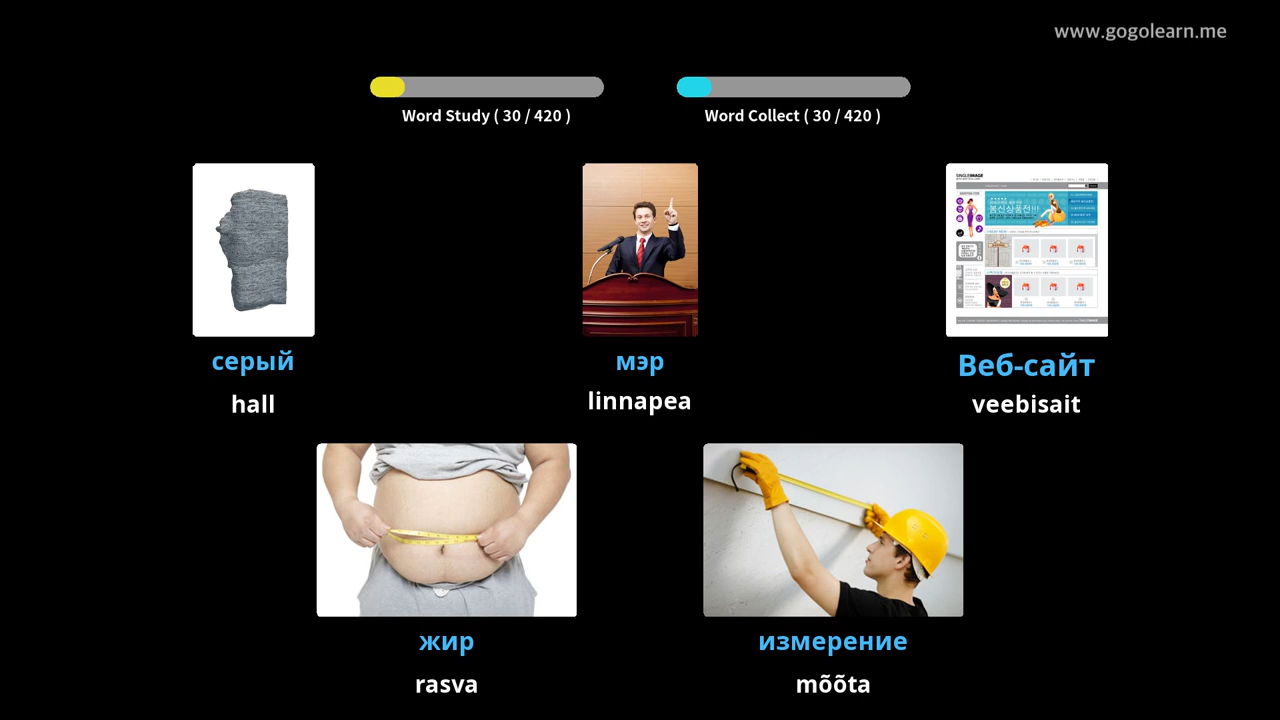 www.gogolearn.me
Word Study ( 30 / 420 )
Word Collect ( 30 / 420 )
SINGLEIMAGE
серый
мэр
Веб-сайт
hall
linnapea
veebisait
жир
измерение
rasva
mõõta